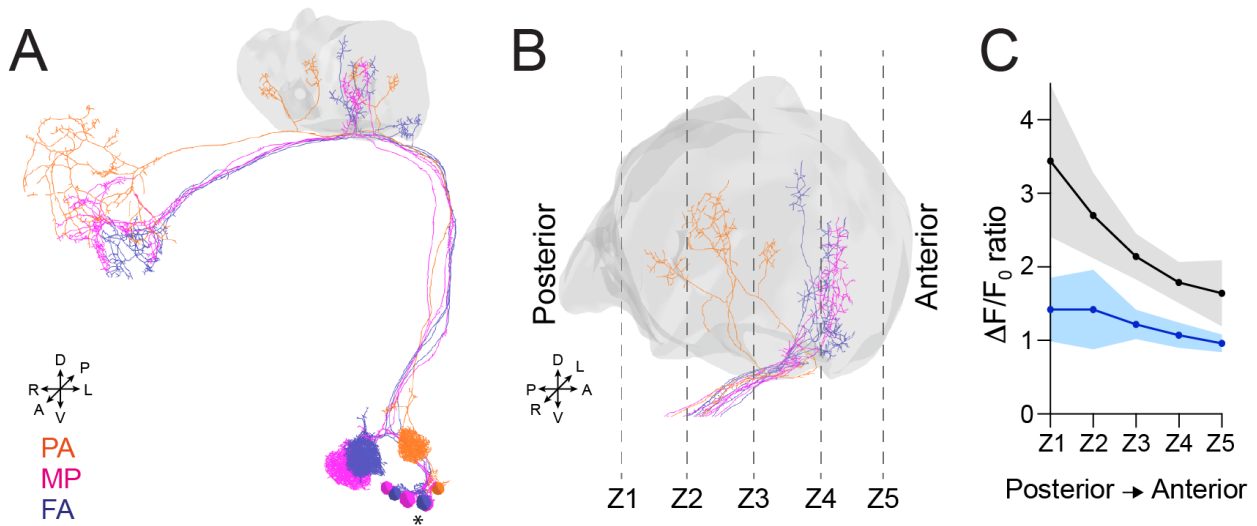 A
D
P
R
L
A
V
PA
MP
FA
*
B
Posterior
Anterior
D
L
P
A
R
V
Z1 Z2 Z3 Z4 Z5
C
ΔF/F0 ratio
4
3
2
1
0
Z1 Z2 Z3 Z4 Z5
Posterior → Anterior